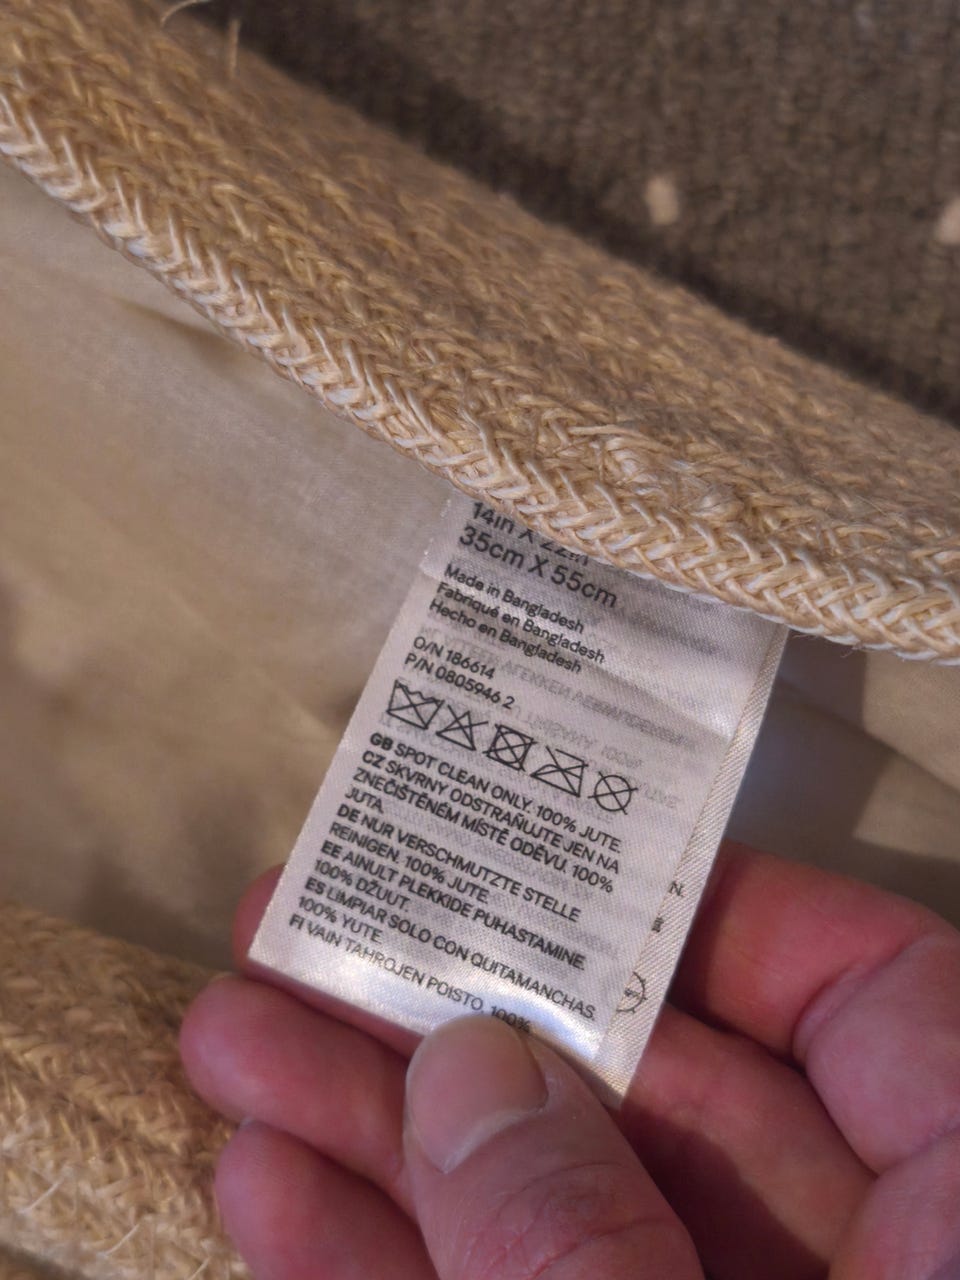 14in X 22in
35cm X 55cm
Made in Bangladesh
Fabriqué en Bangladesh
Hecho en Bangladesh
O/N 186614
P/N 0805946 2
GB SPOT CLEAN ONLY. 100% JUTE.
CZ SKVRNY ODSTRAŇUJTE JEN NA
ZNEČIŠTĚNÉM MÍSTĚ ODĚVU. 100%
JUTA.
DE NUR VERSCHMUTZTE STELLE
REINIGEN. 100% JUTE.
EE AINULT PLEKKIDE PUHASTAMINE.
100% DŽUUT.
ES LIMPIAR SOLO CON QUITAMANCHAS.
100% YUTE.
FI VAIN TAHROJEN POISTO. 100%